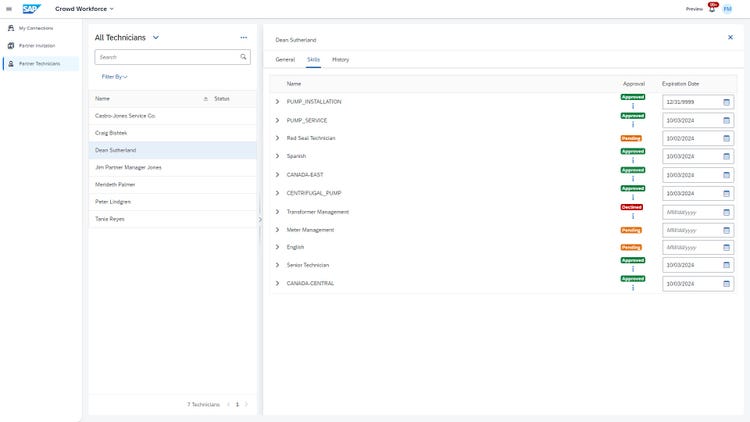 SAP Crowd Workforce
Preview 99+ FM
My Connections
Partner Invitation
Partner Technicians
All Technicians
Search
Filter By
Name Status
Castro-Jones Service Co.
Craig Bishtek
Dean Sutherland
Jim Partner Manager Jones
Merideth Palmer
Peter Lindgren
Tania Reyes
7 Technicians 1
Dean Sutherland
General Skills History
Name Approval Expiration Date
PUMP_INSTALLATION Approved 12/31/9999
PUMP_SERVICE Approved 10/03/2024
Red Seal Technician Pending 10/02/2024
Spanish Approved 10/03/2024
CANADA-EAST Approved 10/03/2024
CENTRIFUGAL_PUMP Approved 10/03/2024
Transformer Management Declined MM/dd/yyyy
Meter Management Pending MM/dd/yyyy
English Pending MM/dd/yyyy
Senior Technician Approved 10/03/2024
CANADA-CENTRAL Approved 10/03/2024